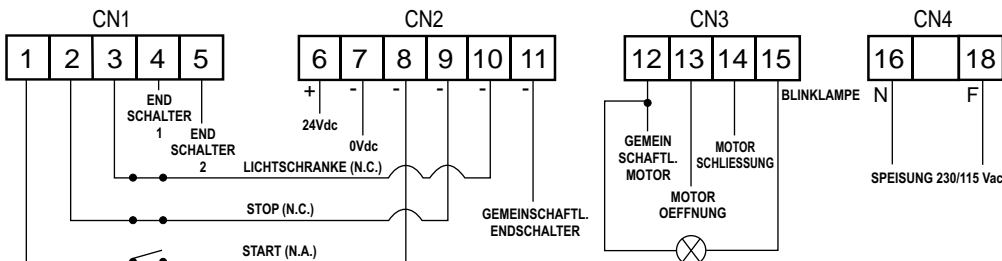 CN1 CN2 CN3 CN4
1 2 3 4 5 6 7 8 9 10 11 12 13 14 15 16 18
+ - - - - -
N F
BLINKLAMPE
END
SCHALTER
1
END
SCHALTER
2
24Vdc
0Vdc
GEMEIN
SCHAFTL.
MOTOR
MOTOR
SCHLIESSUNG
MOTOR
OEFFNUNG
SPEISUNG 230/115 Vac
LICHTSCHRANKE (N.C.)
STOP (N.C.)
GEMEINSCHAFTL.
ENDSCHALTER
START (N.A.)